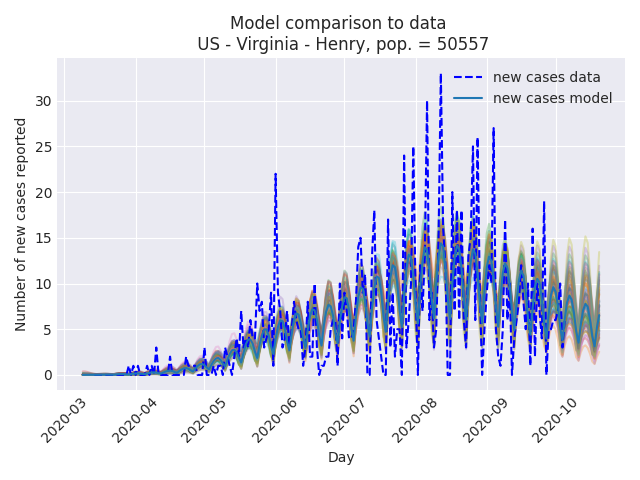 Model comparison to data
US - Virginia - Henry, pop. = 50557
new cases data
new cases model
Number of new cases reported
30
25
20
15
10
5
0
2020-03
2020-04
2020-05
2020-06
2020-07
2020-08
2020-09
2020-10
Day